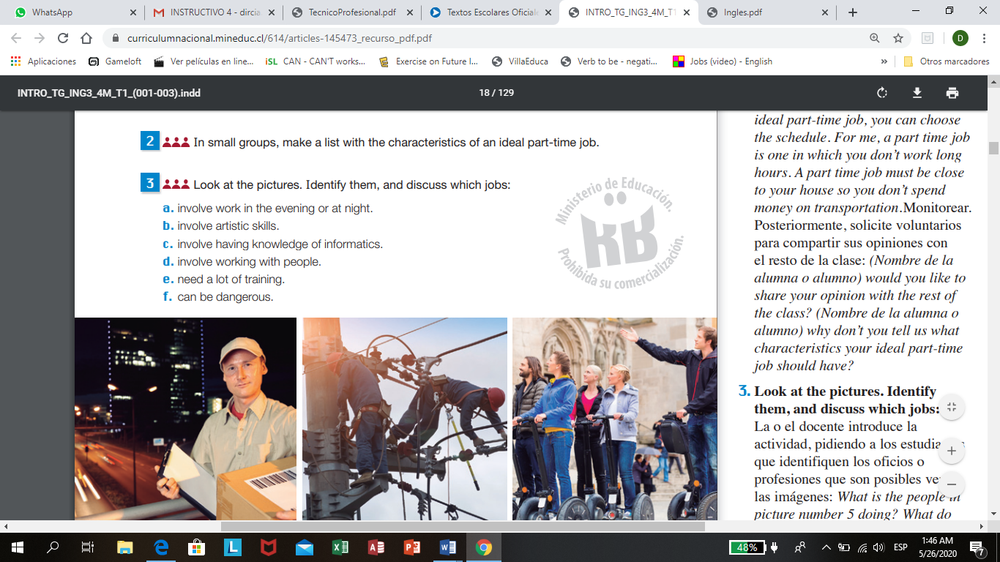 WhatsApp
INSTRUCTIVO 4 - dircia
TecnicoProfesional.pdf
Textos Escolares Oficiale
INTRO_TG_ING3_4M_T1
Ingles.pdf
curriculumnacional.mineduc.cl/614/articles-145473_recurso_pdf.pdf
D
Aplicaciones
Gameloft
Ver películas en line...
iSL
CAN - CAN'T works...
Exercise on Future I...
VillaEduca
Verb to be - negati...
Jobs (video) - English
»
Otros marcadores
INTRO_TG_ING3_4M_T1_(001-003).indd
18 / 129
2 In small groups, make a list with the characteristics of an ideal part-time job.
3 Look at the pictures. Identify them, and discuss which jobs:
a. involve work in the evening or at night.
b. involve artistic skills.
c. involve having knowledge of informatics.
d. involve working with people.
e. need a lot of training.
f. can be dangerous.
Ministerio de Educación.
Prohibida su comercialización.
ideal part-time job, you can choose
the schedule. For me, a part time job
is one in which you don't work long
hours. A part time job must be close
to your house so you don't spend
money on transportation.Monitorear.
Posteriormente, solicite voluntarios
para compartir sus opiniones con
el resto de la clase: (Nombre de la
alumna o alumno) would you like to
share your opinion with the rest of
the class? (Nombre de la alumna o
alumno) why don't you tell us what
characteristics your ideal part-time
job should have?
3. Look at the pictures. Identify
them, and discuss which jobs:
La o el docente introduce la
actividad, pidiendo a los
que identifiquen los oficios o
profesiones que son posibles
las imágenes: What is the people in
picture number 5 doing? What do
48%
ESP
1:46 AM
5/26/2020
7